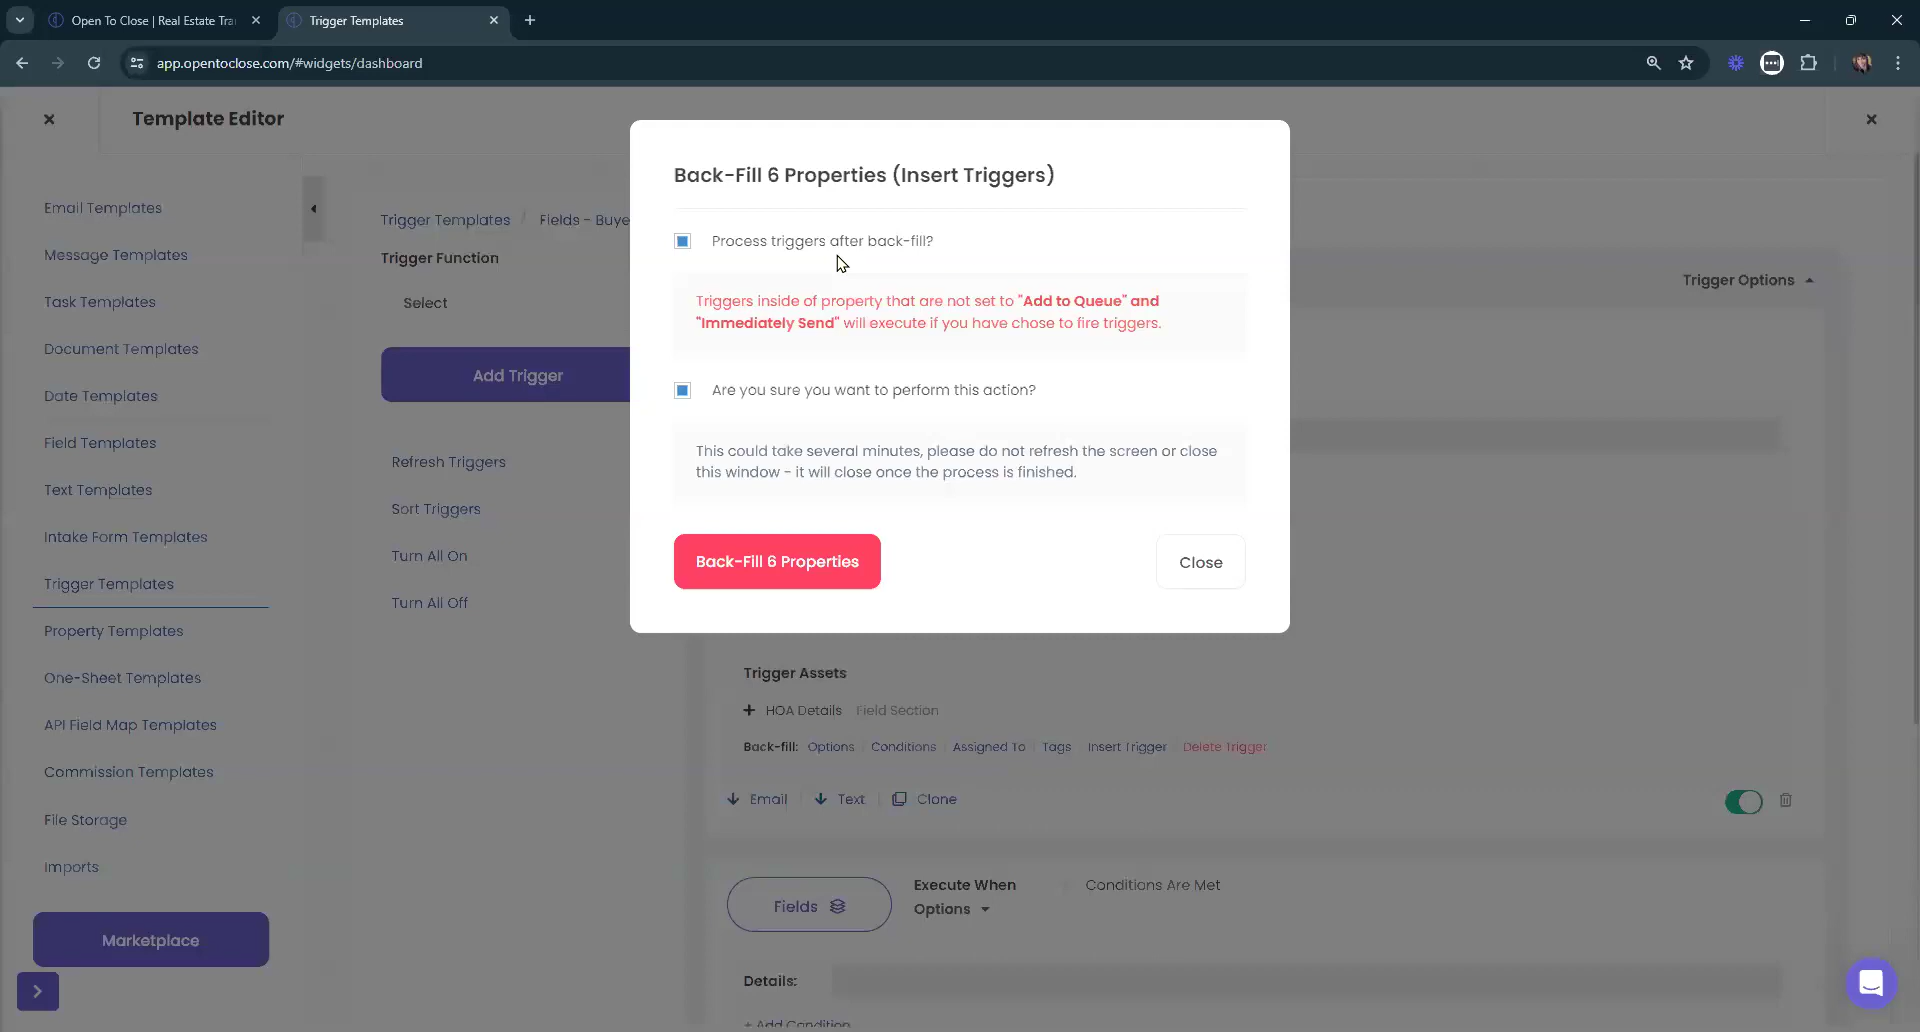 Open To Close | Real Estate Tra
Trigger Templates
app.opentoclose.com/#widgets/dashboard
Template Editor
Email Templates
Message Templates
Task Templates
Document Templates
Date Templates
Field Templates
Text Templates
Intake Form Templates
Trigger Templates
Property Templates
One-Sheet Templates
API Field Map Templates
Commission Templates
File Storage
Imports
Marketplace
Trigger Templates / Fields - Buye
Trigger Function
Select
Add Trigger
Refresh Triggers
Sort Triggers
Turn All On
Turn All Off
Back-Fill 6 Properties (Insert Triggers)
Process triggers after back-fill?
Triggers inside of property that are not set to "Add to Queue" and
"Immediately Send" will execute if you have chose to fire triggers.
Are you sure you want to perform this action?
This could take several minutes, please do not refresh the screen or close
this window - it will close once the process is finished.
Back-Fill 6 Properties
Close
Trigger Options
Trigger Assets
+ HOA Details Field Section
Back-fill: Options Conditions Assigned To Tags Insert Trigger Delete Trigger
Email Text Clone
Fields
Execute When Conditions Are Met
Options
Details:
+ Add Condition